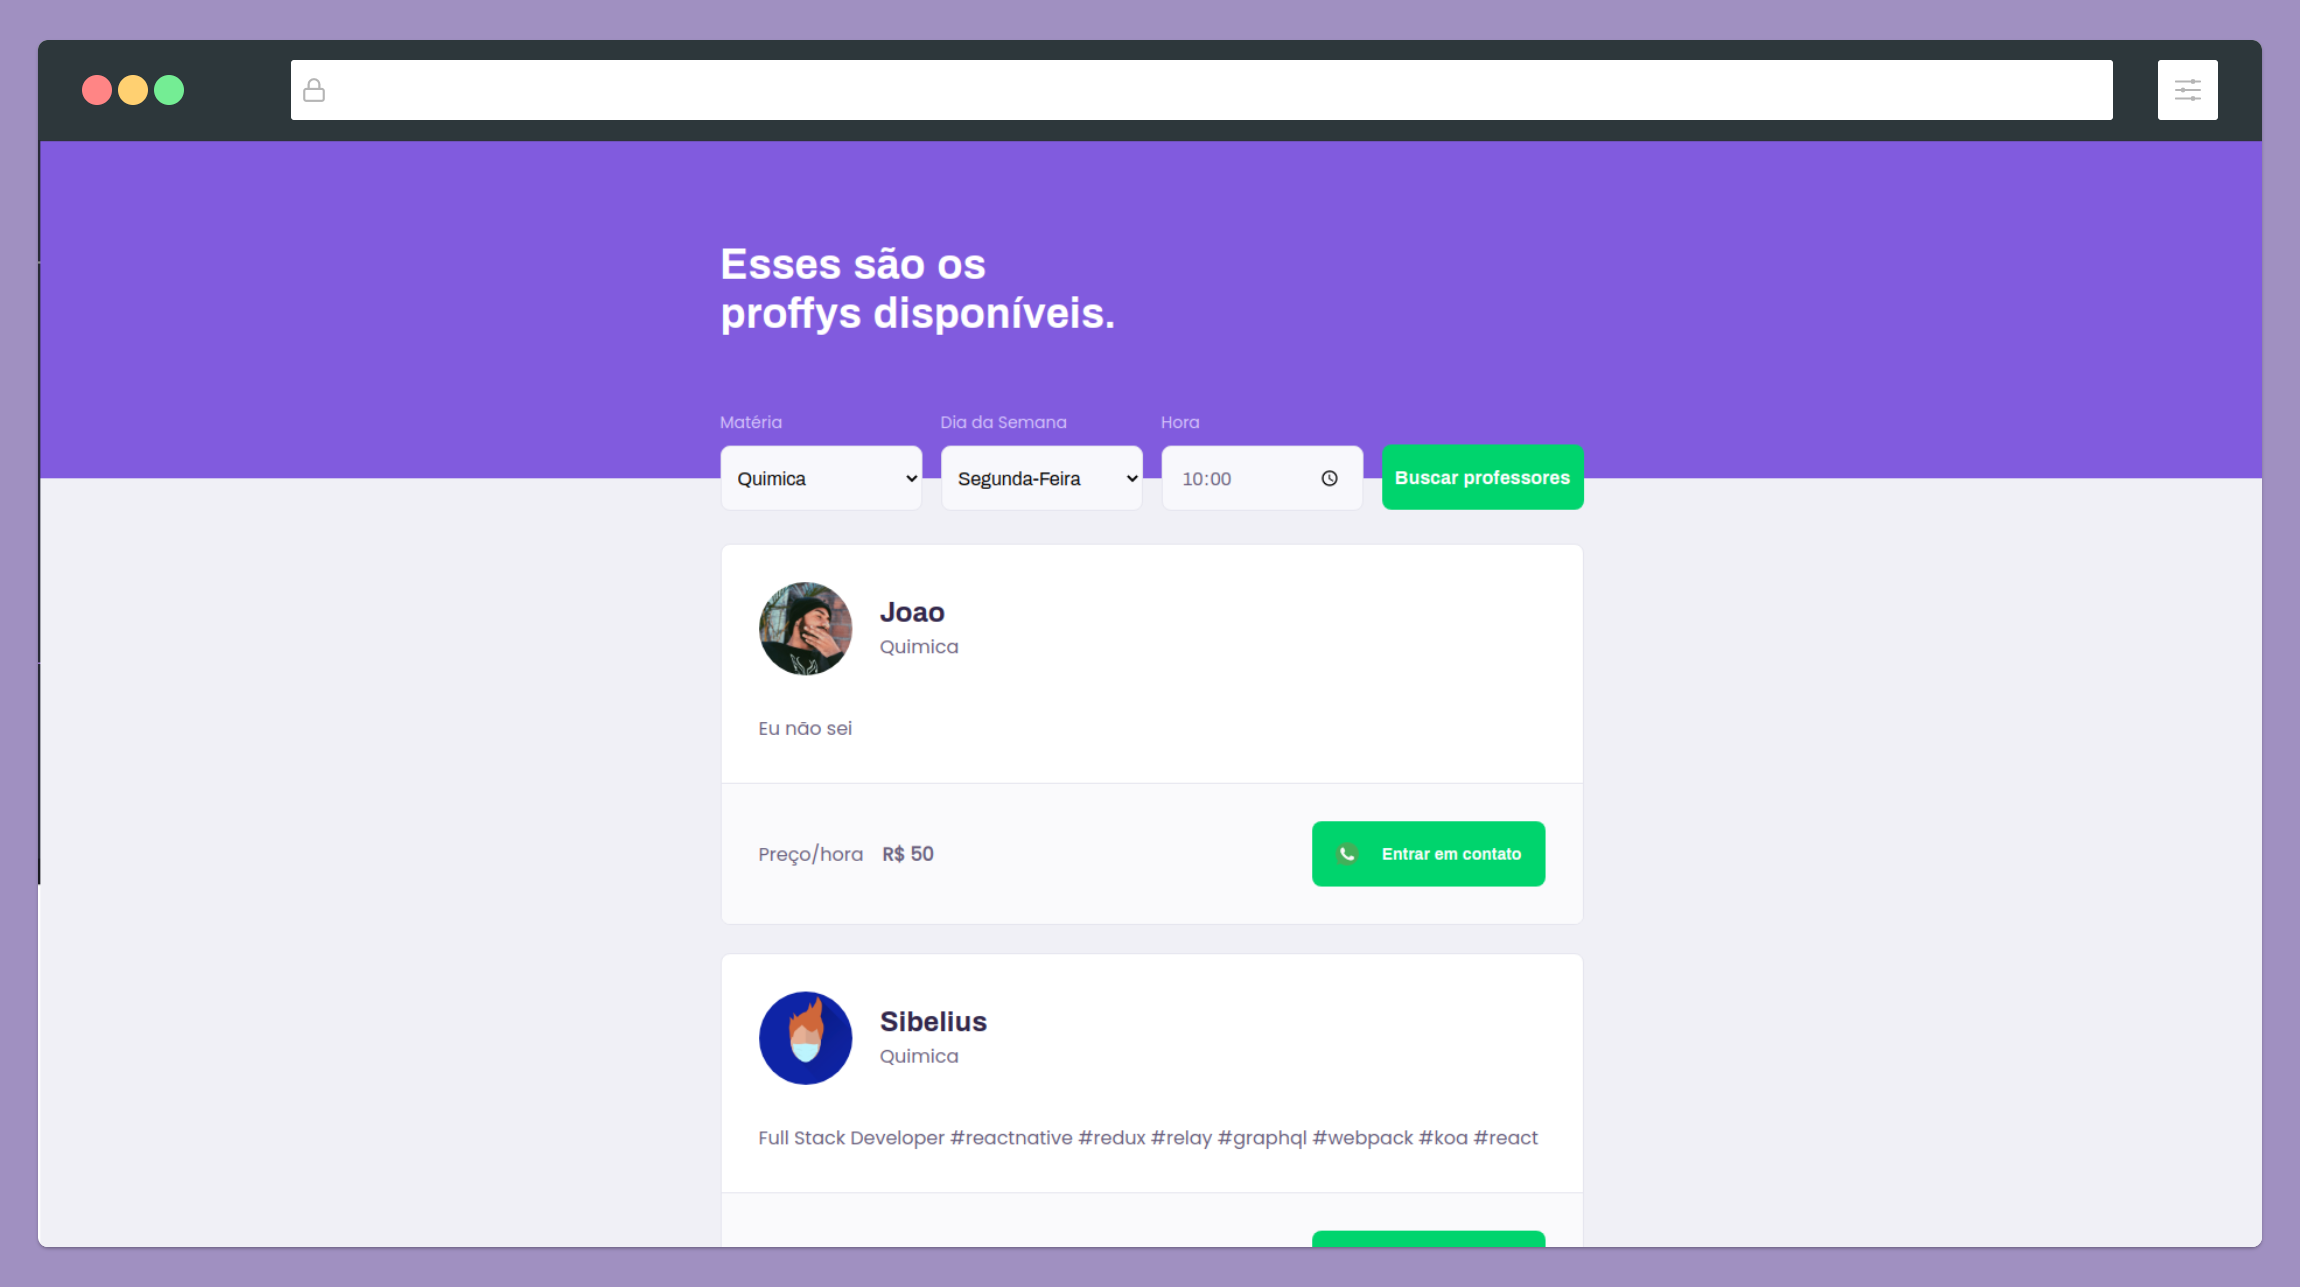 Esses são os
proffys disponíveis.
Matéria
Dia da Semana
Hora
Quimica
Segunda-Feira
10:00
Buscar professores
Joao
Quimica
Eu não sei
Preço/hora R$ 50
Entrar em contato
Sibelius
Quimica
Full Stack Developer #reactnative #redux #relay #graphql #webpack #koa #react